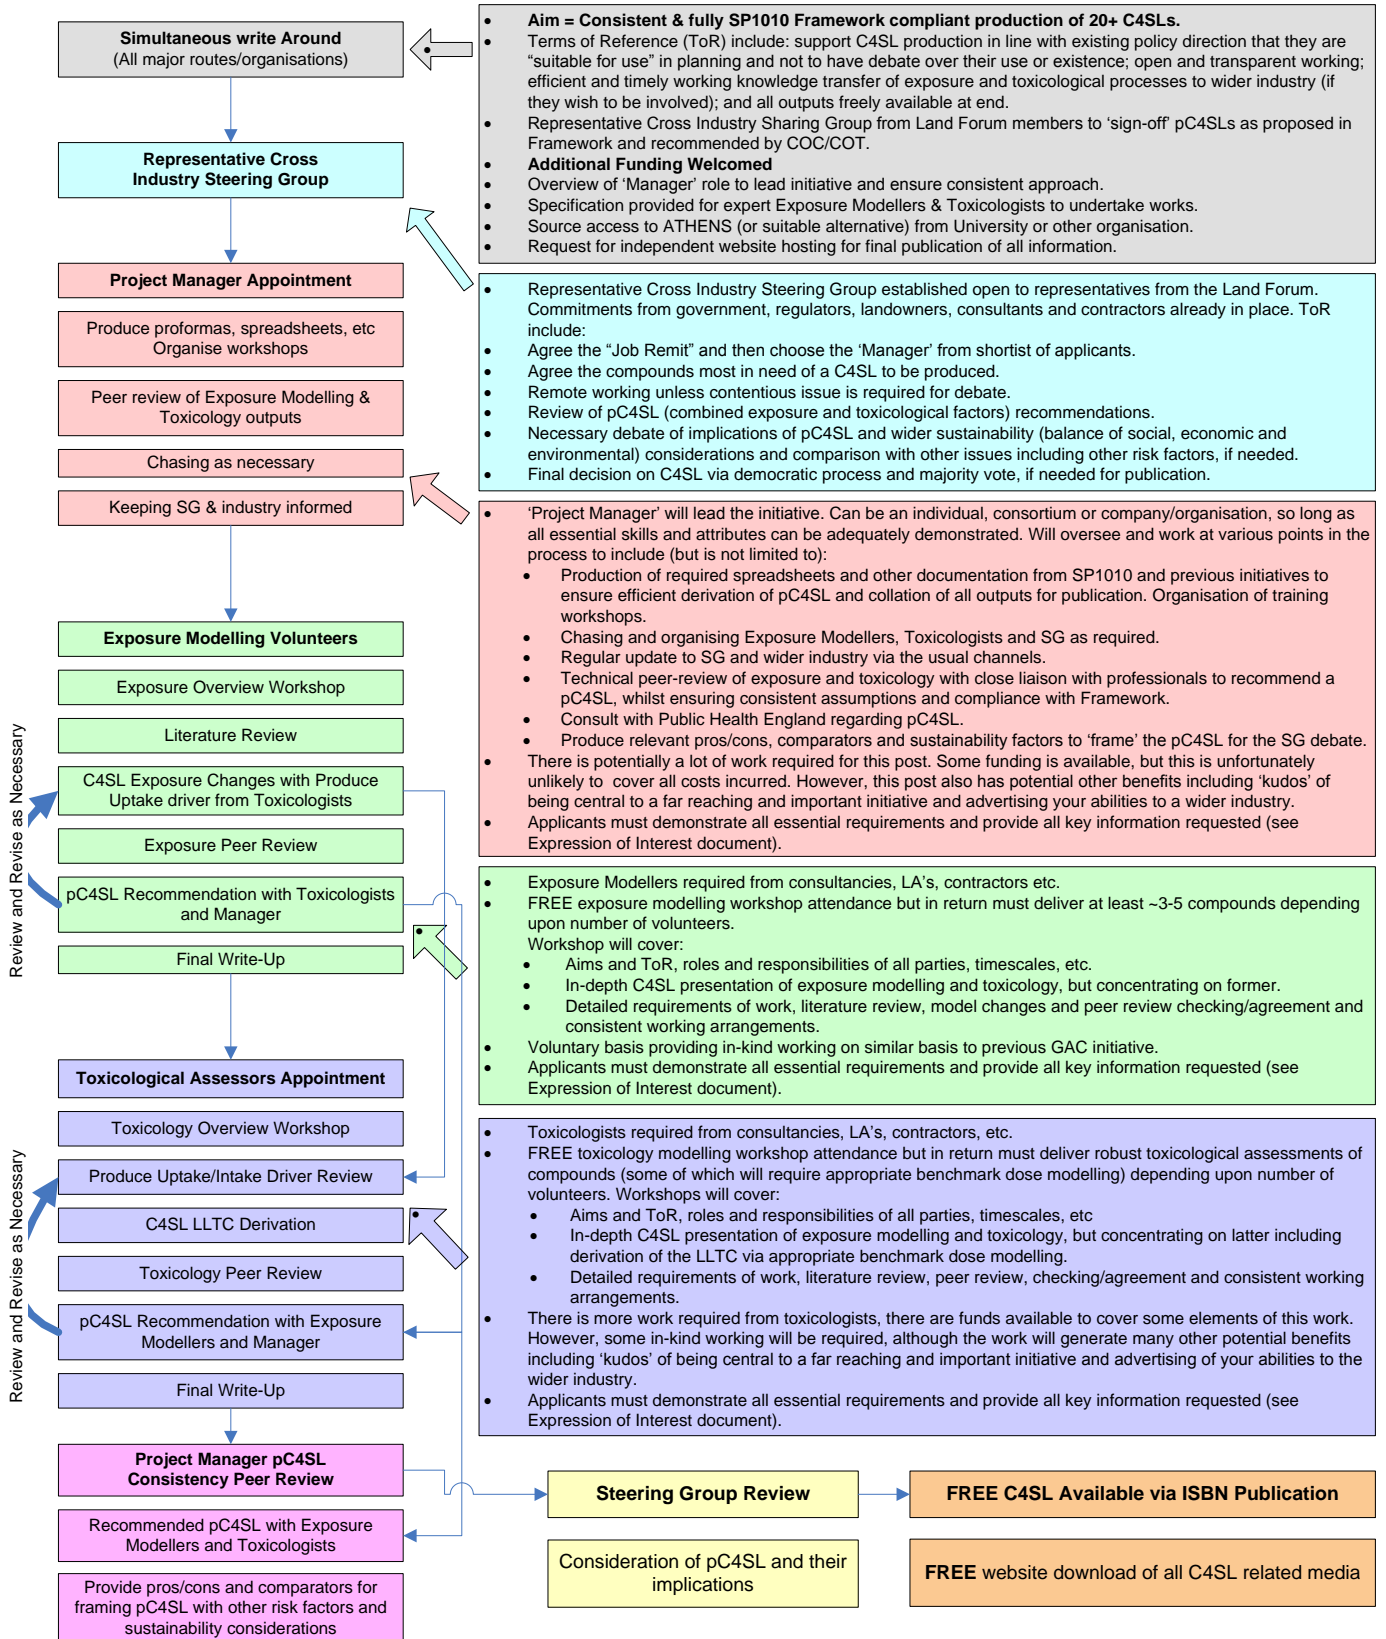 Simultaneous write Around
(All major routes/organisations)
Representative Cross
Industry Steering Group
Project Manager Appointment
Produce proformas, spreadsheets, etc
Organise workshops
Peer review of Exposure Modelling &
Toxicology outputs
Chasing as necessary
Keeping SG & industry informed
Exposure Modelling Volunteers
Exposure Overview Workshop
Literature Review
C4SL Exposure Changes with Produce
Uptake driver from Toxicologists
Exposure Peer Review
pC4SL Recommendation with Toxicologists
and Manager
Final Write-Up
Review and Revise as Necessary
Toxicological Assessors Appointment
Toxicology Overview Workshop
Produce Uptake/Intake Driver Review
C4SL LLTC Derivation
Toxicology Peer Review
pC4SL Recommendation with Exposure
Modellers and Manager
Final Write-Up
Review and Revise as Necessary
Project Manager pC4SL
Consistency Peer Review
Recommended pC4SL with Exposure
Modellers and Toxicologists
Provide pros/cons and comparators for
framing pC4SL with other risk factors and
sustainability considerations
• Aim = Consistent & fully SP1010 Framework compliant production of 20+ C4SLs.
• Terms of Reference (ToR) include: support C4SL production in line with existing policy direction that they are
“suitable for use” in planning and not to have debate over their use or existence; open and transparent working;
efficient and timely working knowledge transfer of exposure and toxicological processes to wider industry (if
they wish to be involved); and all outputs freely available at end.
• Representative Cross Industry Sharing Group from Land Forum members to ‘sign-off’ pC4SLs as proposed in
Framework and recommended by COC/COT.
• Additional Funding Welcomed
• Overview of ‘Manager’ role to lead initiative and ensure consistent approach.
• Specification provided for expert Exposure Modellers & Toxicologists to undertake works.
• Source access to ATHENS (or suitable alternative) from University or other organisation.
• Request for independent website hosting for final publication of all information.
• Representative Cross Industry Steering Group established open to representatives from the Land Forum.
Commitments from government, regulators, landowners, consultants and contractors already in place. ToR
include:
• Agree the “Job Remit” and then choose the ‘Manager’ from shortist of applicants.
• Agree the compounds most in need of a C4SL to be produced.
• Remote working unless contentious issue is required for debate.
• Review of pC4SL (combined exposure and toxicological factors) recommendations.
• Necessary debate of implications of pC4SL and wider sustainability (balance of social, economic and
environmental) considerations and comparison with other issues including other risk factors, if needed.
• Final decision on C4SL via democratic process and majority vote, if needed for publication.
• ‘Project Manager’ will lead the initiative. Can be an individual, consortium or company/organisation, so long as
all essential skills and attributes can be adequately demonstrated. Will oversee and work at various points in the
process to include (but is not limited to):
• Production of required spreadsheets and other documentation from SP1010 and previous initiatives to
ensure efficient derivation of pC4SL and collation of all outputs for publication. Organisation of training
workshops.
• Chasing and organising Exposure Modellers, Toxicologists and SG as required.
• Regular update to SG and wider industry via the usual channels.
• Technical peer-review of exposure and toxicology with close liaison with professionals to recommend a
pC4SL, whilst ensuring consistent assumptions and compliance with Framework.
• Consult with Public Health England regarding pC4SL.
• Produce relevant pros/cons, comparators and sustainability factors to ‘frame’ the pC4SL for the SG debate.
• There is potentially a lot of work required for this post. Some funding is available, but this is unfortunately
unlikely to cover all costs incurred. However, this post also has potential other benefits including ‘kudos’ of
being central to a far reaching and important initiative and advertising your abilities to a wider industry.
• Applicants must demonstrate all essential requirements and provide all key information requested (see
Expression of Interest document).
• Exposure Modellers required from consultancies, LA’s, contractors etc.
• FREE exposure modelling workshop attendance but in return must deliver at least ~3-5 compounds depending
upon number of volunteers.
Workshop will cover:
• Aims and ToR, roles and responsibilities of all parties, timescales, etc.
• In-depth C4SL presentation of exposure modelling and toxicology, but concentrating on former.
• Detailed requirements of work, literature review, model changes and peer review checking/agreement and
consistent working arrangements.
• Voluntary basis providing in-kind working on similar basis to previous GAC initiative.
• Applicants must demonstrate all essential requirements and provide all key information requested (see
Expression of Interest document).
• Toxicologists required from consultancies, LA’s, contractors, etc.
• FREE toxicology modelling workshop attendance but in return must deliver robust toxicological assessments of
compounds (some of which will require appropriate benchmark dose modelling) depending upon number of
volunteers. Workshops will cover:
• Aims and ToR, roles and responsibilities of all parties, timescales, etc
• In-depth C4SL presentation of exposure modelling and toxicology, but concentrating on latter including
derivation of the LLTC via appropriate benchmark dose modelling.
• Detailed requirements of work, literature review, peer review, checking/agreement and consistent working
arrangements.
• There is more work required from toxicologists, there are funds available to cover some elements of this work.
However, some in-kind working will be required, although the work will generate many other potential benefits
including ‘kudos’ of being central to a far reaching and important initiative and advertising of your abilities to the
wider industry.
• Applicants must demonstrate all essential requirements and provide all key information requested (see
Expression of Interest document).
Steering Group Review
Consideration of pC4SL and their
implications
FREE C4SL Available via ISBN Publication
FREE website download of all C4SL related media